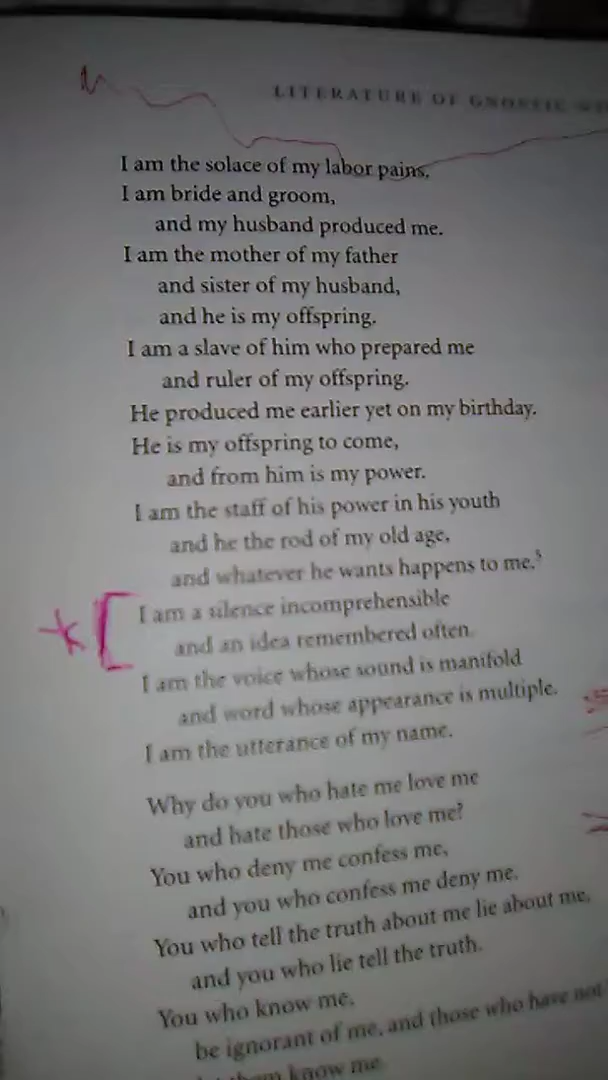 LITERATURE OF GNOSTIC
I am the solace of my labor pains.
I am bride and groom,
and my husband produced me.
I am the mother of my father
and sister of my husband,
and he is my offspring.
I am a slave of him who prepared me
and ruler of my offspring.
He produced me earlier yet on my birthday.
He is my offspring to come,
and from him is my power.
I am the staff of his power in his youth
and he the rod of my old age,
and whatever he wants happens to me.³
I am a silence incomprehensible
and an idea remembered often.
I am the voice whose sound is manifold
and word whose appearance is multiple.
I am the utterance of my name.
Why do you who hate me love me
and hate those who love me?
You who deny me confess me,
and you who confess me deny me.
You who tell the truth about me lie about me,
and you who lie tell the truth.
You who know me,
be ignorant of me, and those who have not
them know me.